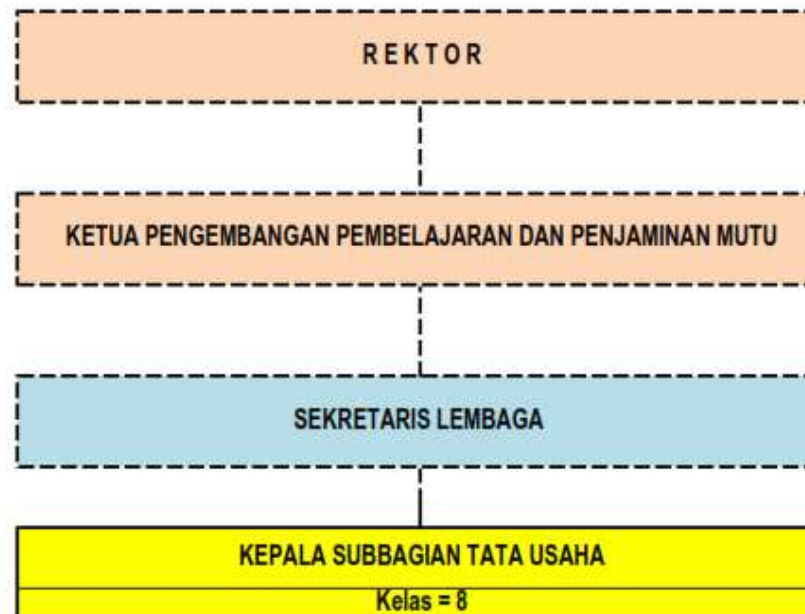 REKTOR
KETUA PENGEMBANGAN PEMBELAJARAN DAN PENJAMINAN MUTU
SEKRETARIS LEMBAGA
KEPALA SUBBAGIAN TATA USAHA
Kelas = 8